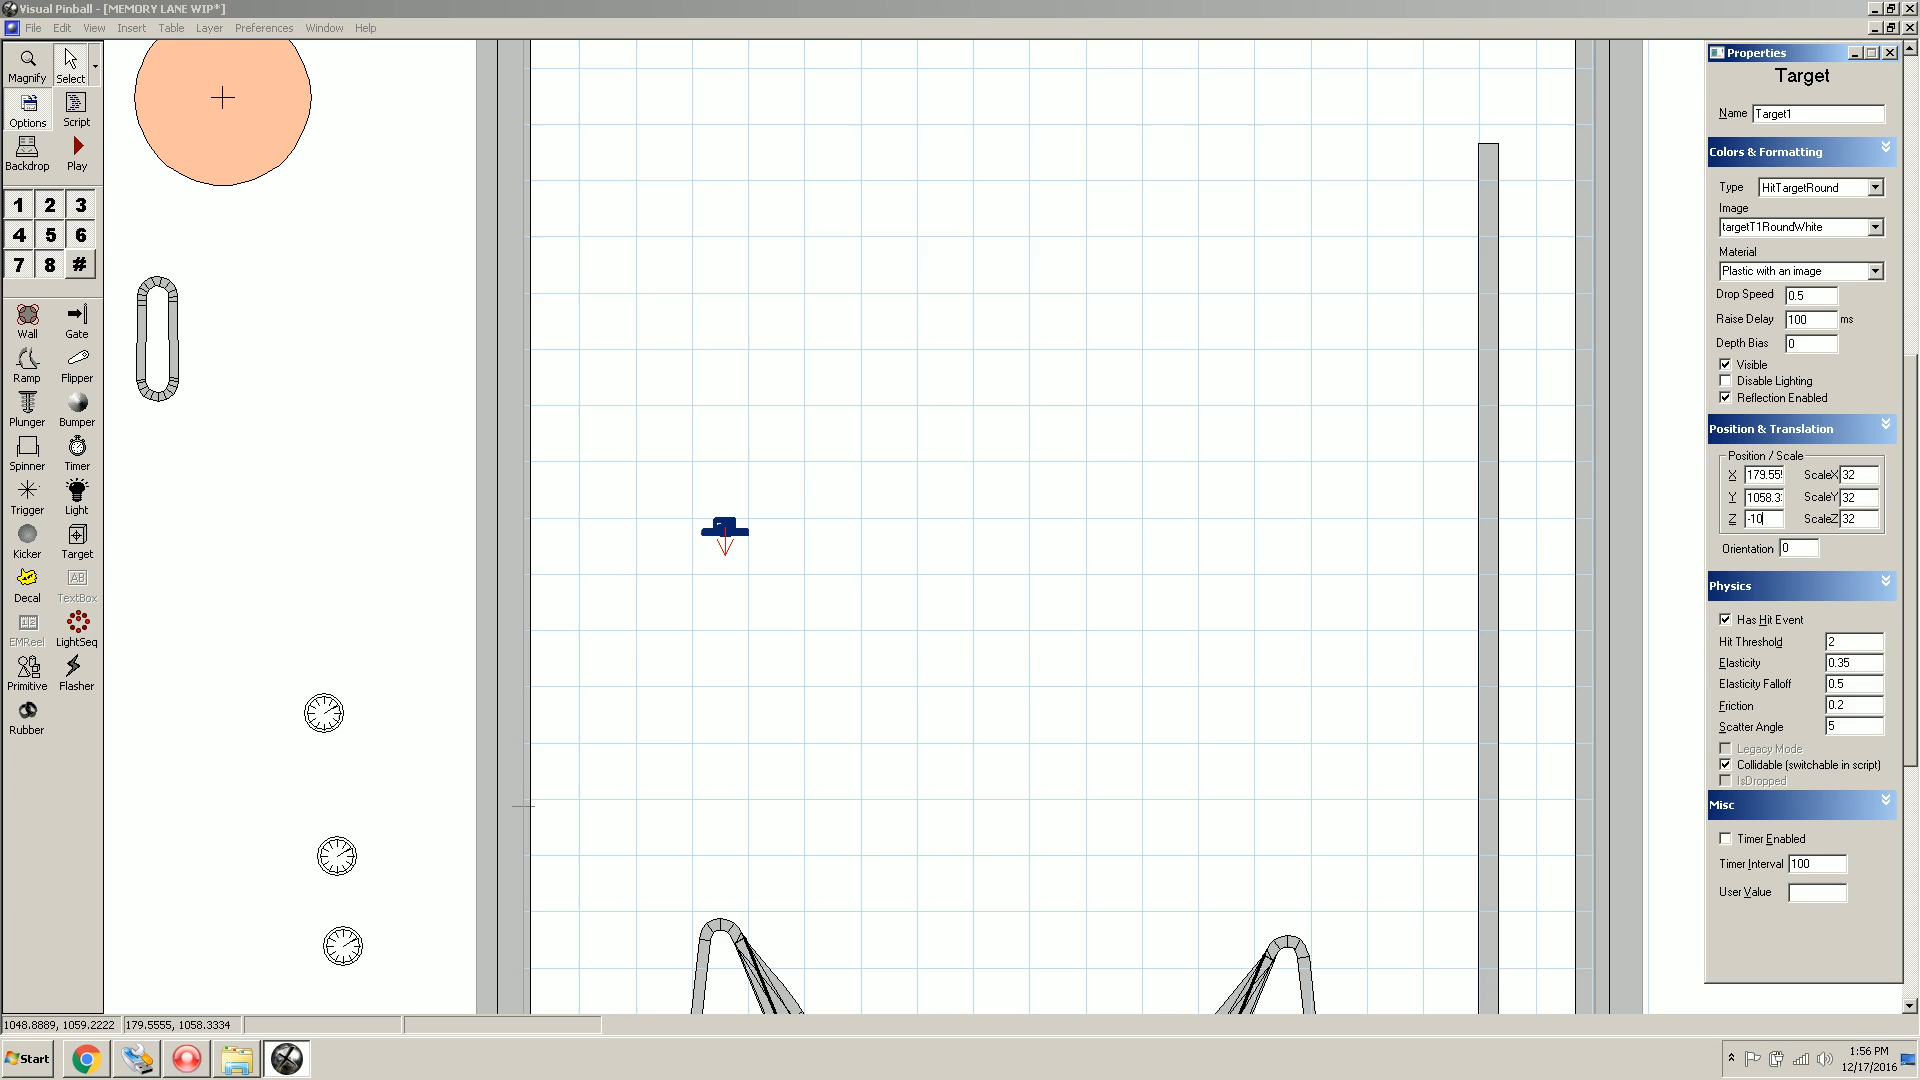 Visual Pinball - [MEMORY LANE WIP*]
File Edit View Insert Table Layer Preferences Window Help
Magnify Select
Options Script
Backdrop Play
1 2 3
4 5 6
7 8 #
Wall Gate
Ramp Flipper
Plunger Bumper
Spinner Timer
Trigger Light
Kicker Target
AB
Decal TextBox
EMReel LightSeq
Primitive Flasher
Rubber
Properties
Target
Name Target1
Colors & Formatting
Type HitTargetRound
Image
targetT1RoundWhite
Material
Plastic with an image
Drop Speed 0.5
Raise Delay 100 ms
Depth Bias 0
Visible
Disable Lighting
Reflection Enabled
Position & Translation
Position / Scale
X 179.55 ScaleX 32
Y 1058.3 ScaleY 32
Z -10 ScaleZ 32
Orientation 0
Physics
Has Hit Event
Hit Threshold 2
Elasticity 0.35
Elasticity Falloff 0.5
Friction 0.2
Scatter Angle 5
Legacy Mode
Collidable (switchable in script)
IsDropped
Misc
Timer Enabled
Timer Interval 100
User Value
1048.8889, 1059.2222 179.5555, 1058.3334
Start
1:56 PM
12/17/2016